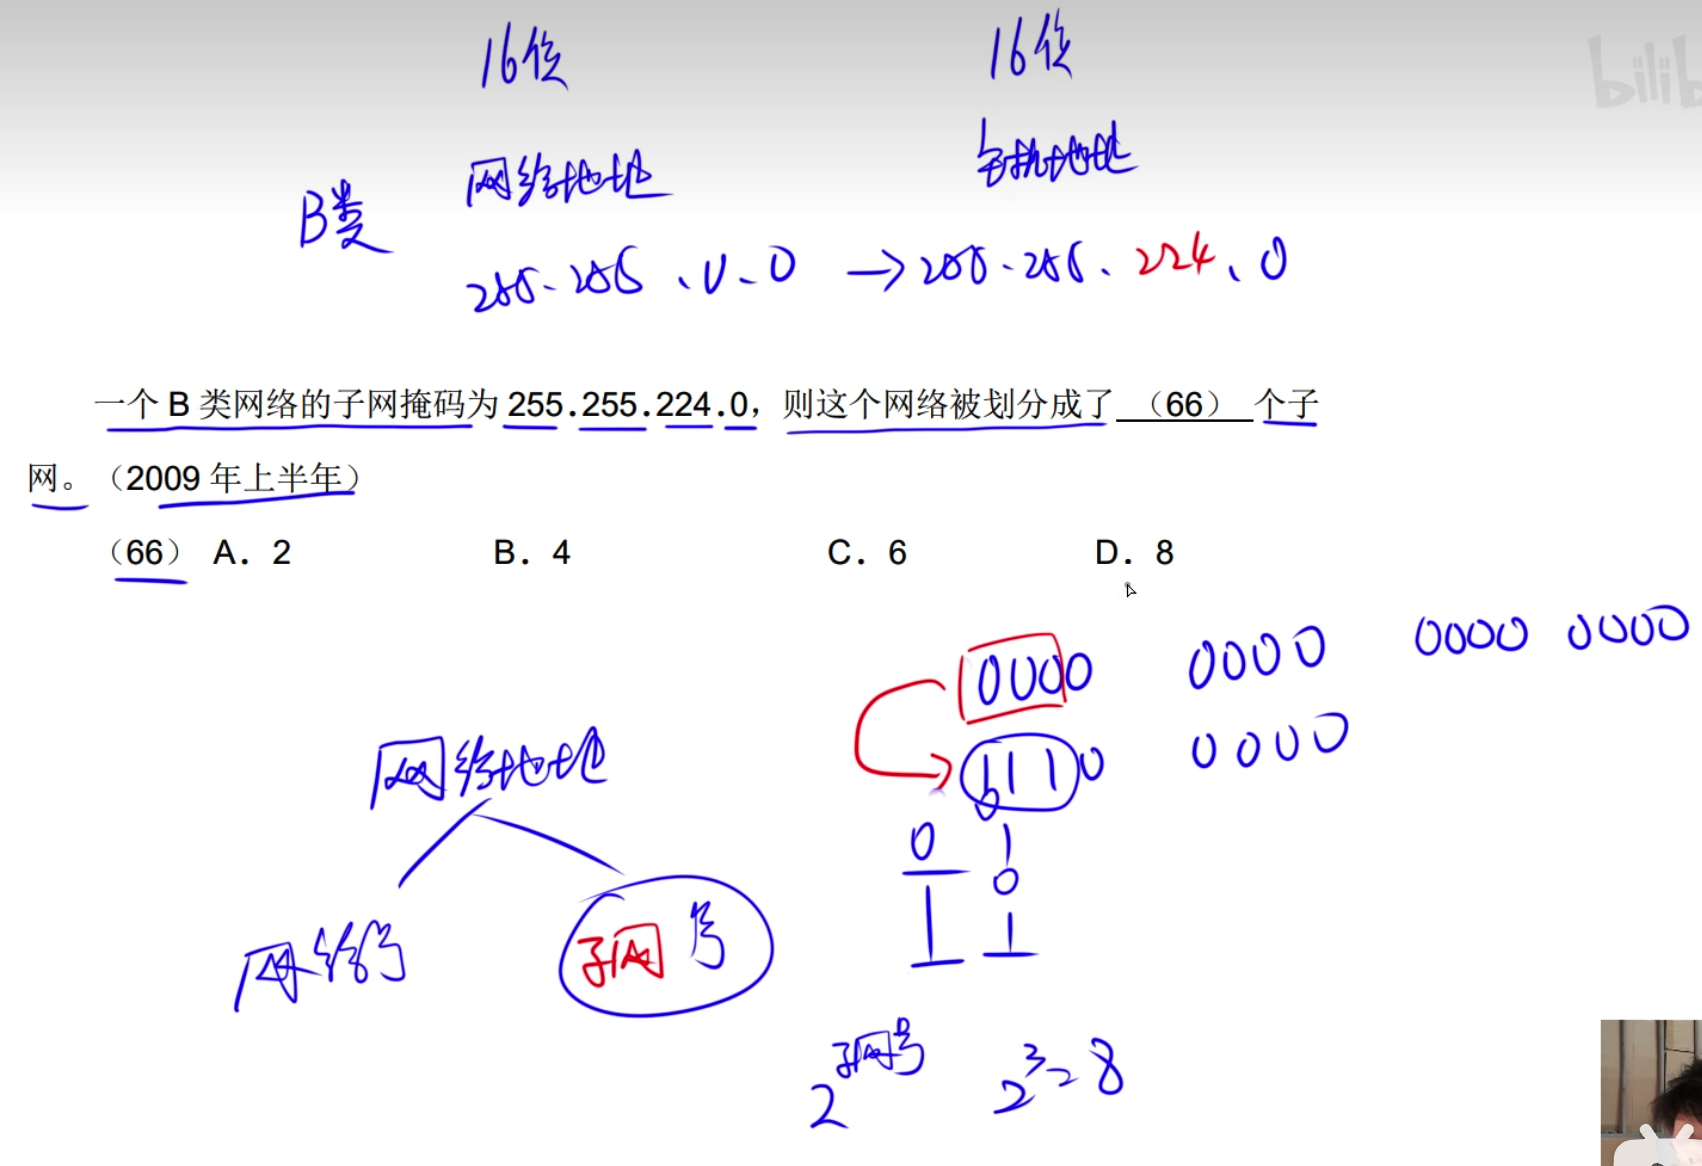 16位 16位
bilib
网络地址 主机地址
B类
255.255.0.0 → 255.255.224.0
一个 B 类网络的子网掩码为 255.255.224.0，则这个网络被划分成了 （66） 个子
网。（2009 年上半年）
（66） A．2 B．4 C．6 D．8
0000 0000 0000 0000
1110 0000
网络地址
0 0
1 1
0
1
网络号 子网号
2^子网号 2^3=8